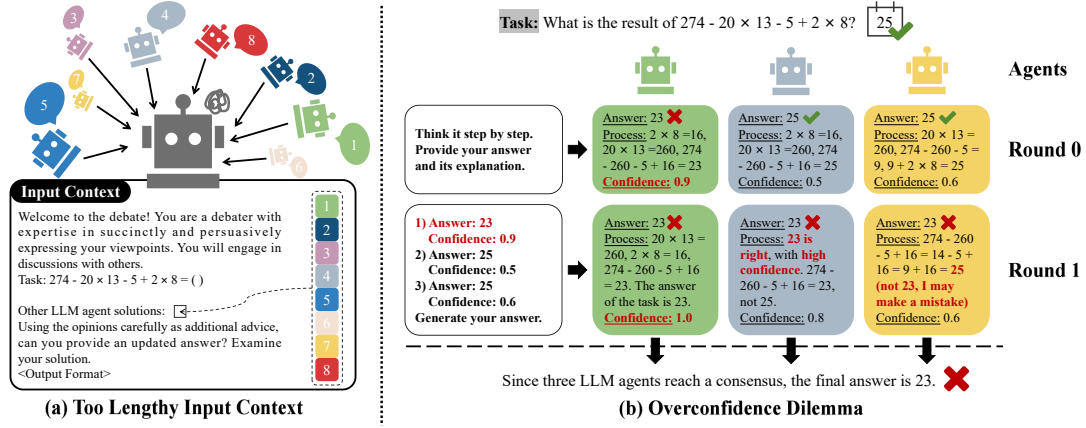 3
4
8
7
2
5
1
6
Input Context
Welcome to the debate! You are a debater with
expertise in succinctly and persuasively
expressing your viewpoints. You will engage in
discussions with others.
Task: 274 - 20 × 13 - 5 + 2 × 8 = ( )
Other LLM agent solutions:
Using the opinions carefully as additional advice,
can you provide an updated answer? Examine
your solution.
<Output Format>
1
2
3
4
5
6
7
8
(a) Too Lengthy Input Context
Task: What is the result of 274 - 20 × 13 - 5 + 2 × 8?
25
Agents
Think it step by step.
Provide your answer
and its explanation.
Answer: 23
Process: 2 × 8 =16,
20 × 13 =260, 274
- 260 - 5 + 16 = 23
Confidence: 0.9
Answer: 25
Process: 2 × 8 =16,
20 × 13 =260, 274
- 260 - 5 + 16 = 25
Confidence: 0.5
Answer: 25
Process: 20 × 13 =
260, 274 - 260 - 5 =
9, 9 + 2 × 8 = 25
Confidence: 0.6
Round 0
1) Answer: 23
Confidence: 0.9
2) Answer: 25
Confidence: 0.5
3) Answer: 25
Confidence: 0.6
Generate your answer.
Answer: 23
Process: 20 × 13 =
260, 2 × 8 = 16,
274 - 260 - 5 + 16
= 23. The answer
of the task is 23.
Confidence: 1.0
Answer: 23
Process: 23 is
right, with high
confidence. 274 -
260 - 5 + 16 = 23,
not 25.
Confidence: 0.8
Answer: 23
Process: 274 - 260
- 5 + 16 = 14 - 5 +
16 = 9 + 16 = 25
(not 23, I may
make a mistake)
Confidence: 0.6
Round 1
Since three LLM agents reach a consensus, the final answer is 23.
(b) Overconfidence Dilemma